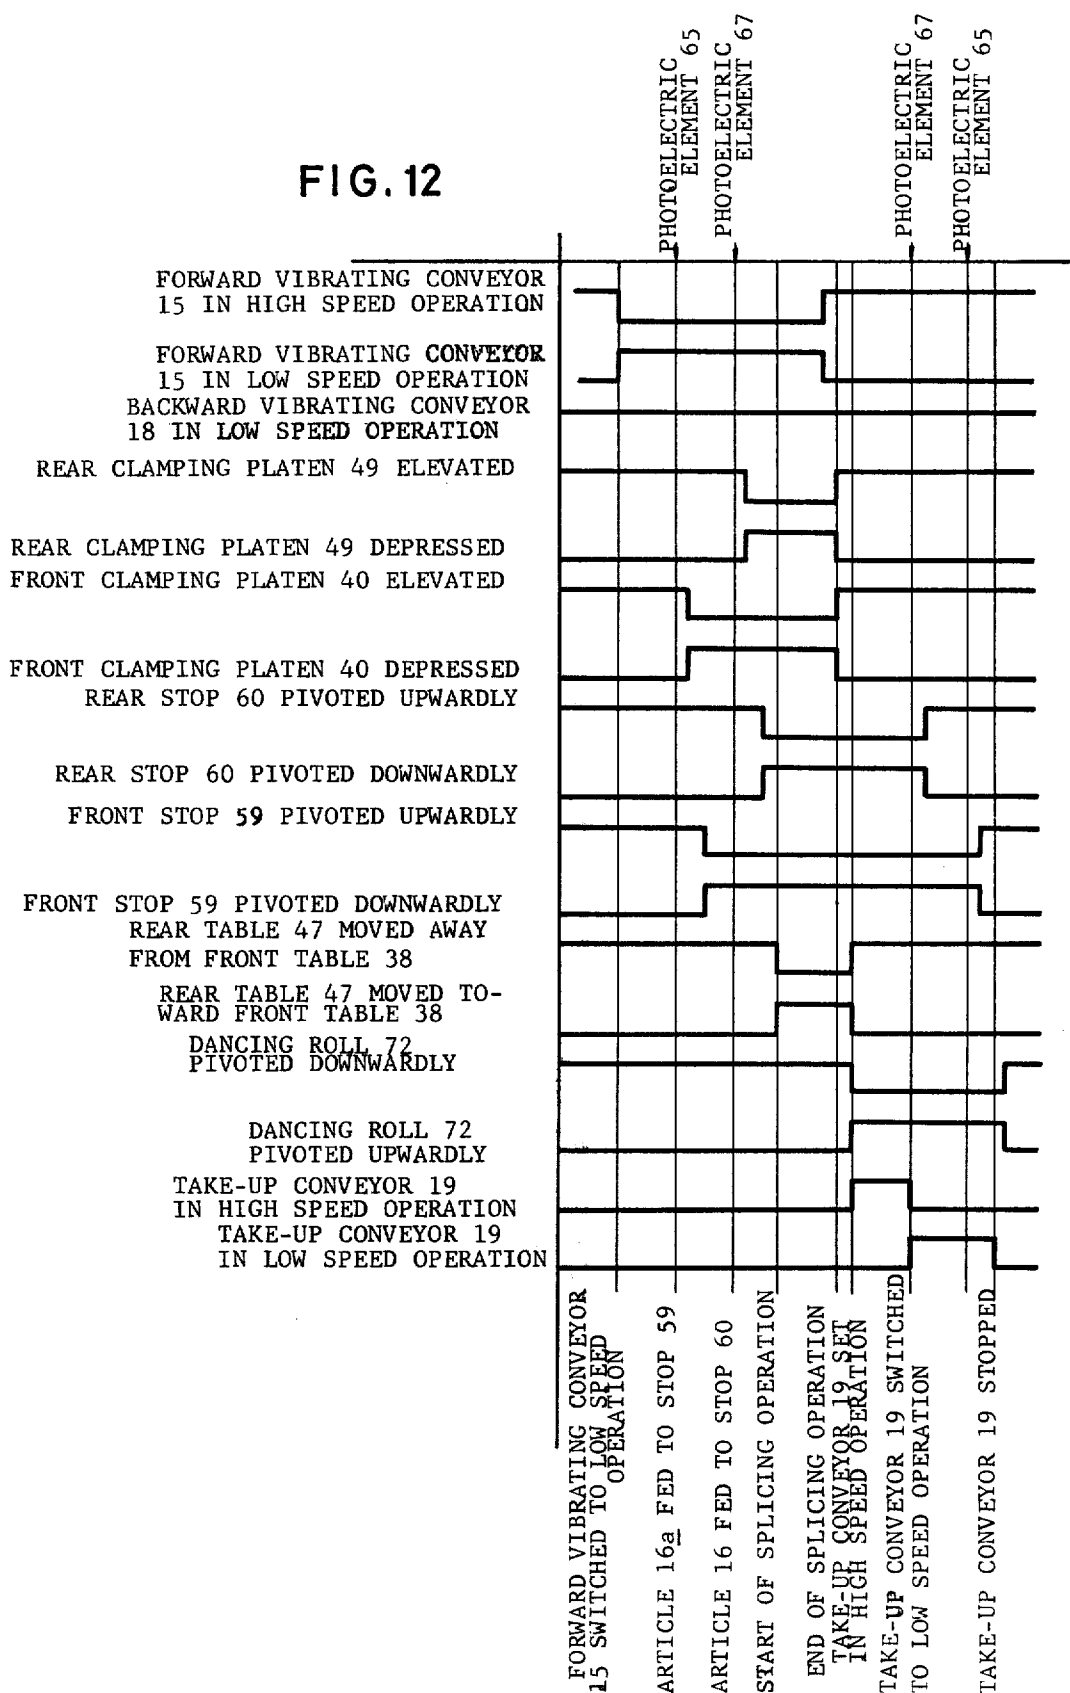 PHOTOELECTRIC
ELEMENT 65
PHOTOELECTRIC
ELEMENT 67
PHOTOELECTRIC
ELEMENT 67
PHOTOELECTRIC
ELEMENT 65
FIG. 12
FORWARD VIBRATING CONVEYOR
15 IN HIGH SPEED OPERATION
FORWARD VIBRATING CONVEYOR
15 IN LOW SPEED OPERATION
BACKWARD VIBRATING CONVEYOR
18 IN LOW SPEED OPERATION
REAR CLAMPING PLATEN 49 ELEVATED
REAR CLAMPING PLATEN 49 DEPRESSED
FRONT CLAMPING PLATEN 40 ELEVATED
FRONT CLAMPING PLATEN 40 DEPRESSED
REAR STOP 60 PIVOTED UPWARDLY
REAR STOP 60 PIVOTED DOWNWARDLY
FRONT STOP 59 PIVOTED UPWARDLY
FRONT STOP 59 PIVOTED DOWNWARDLY
REAR TABLE 47 MOVED AWAY
FROM FRONT TABLE 38
REAR TABLE 47 MOVED TO-
WARD FRONT TABLE 38
DANCING ROLL 72
PIVOTED DOWNWARDLY
DANCING ROLL 72
PIVOTED UPWARDLY
TAKE-UP CONVEYOR 19
IN HIGH SPEED OPERATION
TAKE-UP CONVEYOR 19
IN LOW SPEED OPERATION
FORWARD VIBRATING CONVEYOR
15 SWITCHED TO LOW SPEED
OPERATION
ARTICLE 16a FED TO STOP 59
ARTICLE 16 FED TO STOP 60
START OF SPLICING OPERATION
END OF SPLICING OPERATION
TAKE-UP CONVEYOR 19 SET
IN HIGH SPEED OPERATION
TAKE-UP CONVEYOR 19 SWITCHED
TO LOW SPEED OPERATION
TAKE-UP CONVEYOR 19 STOPPED